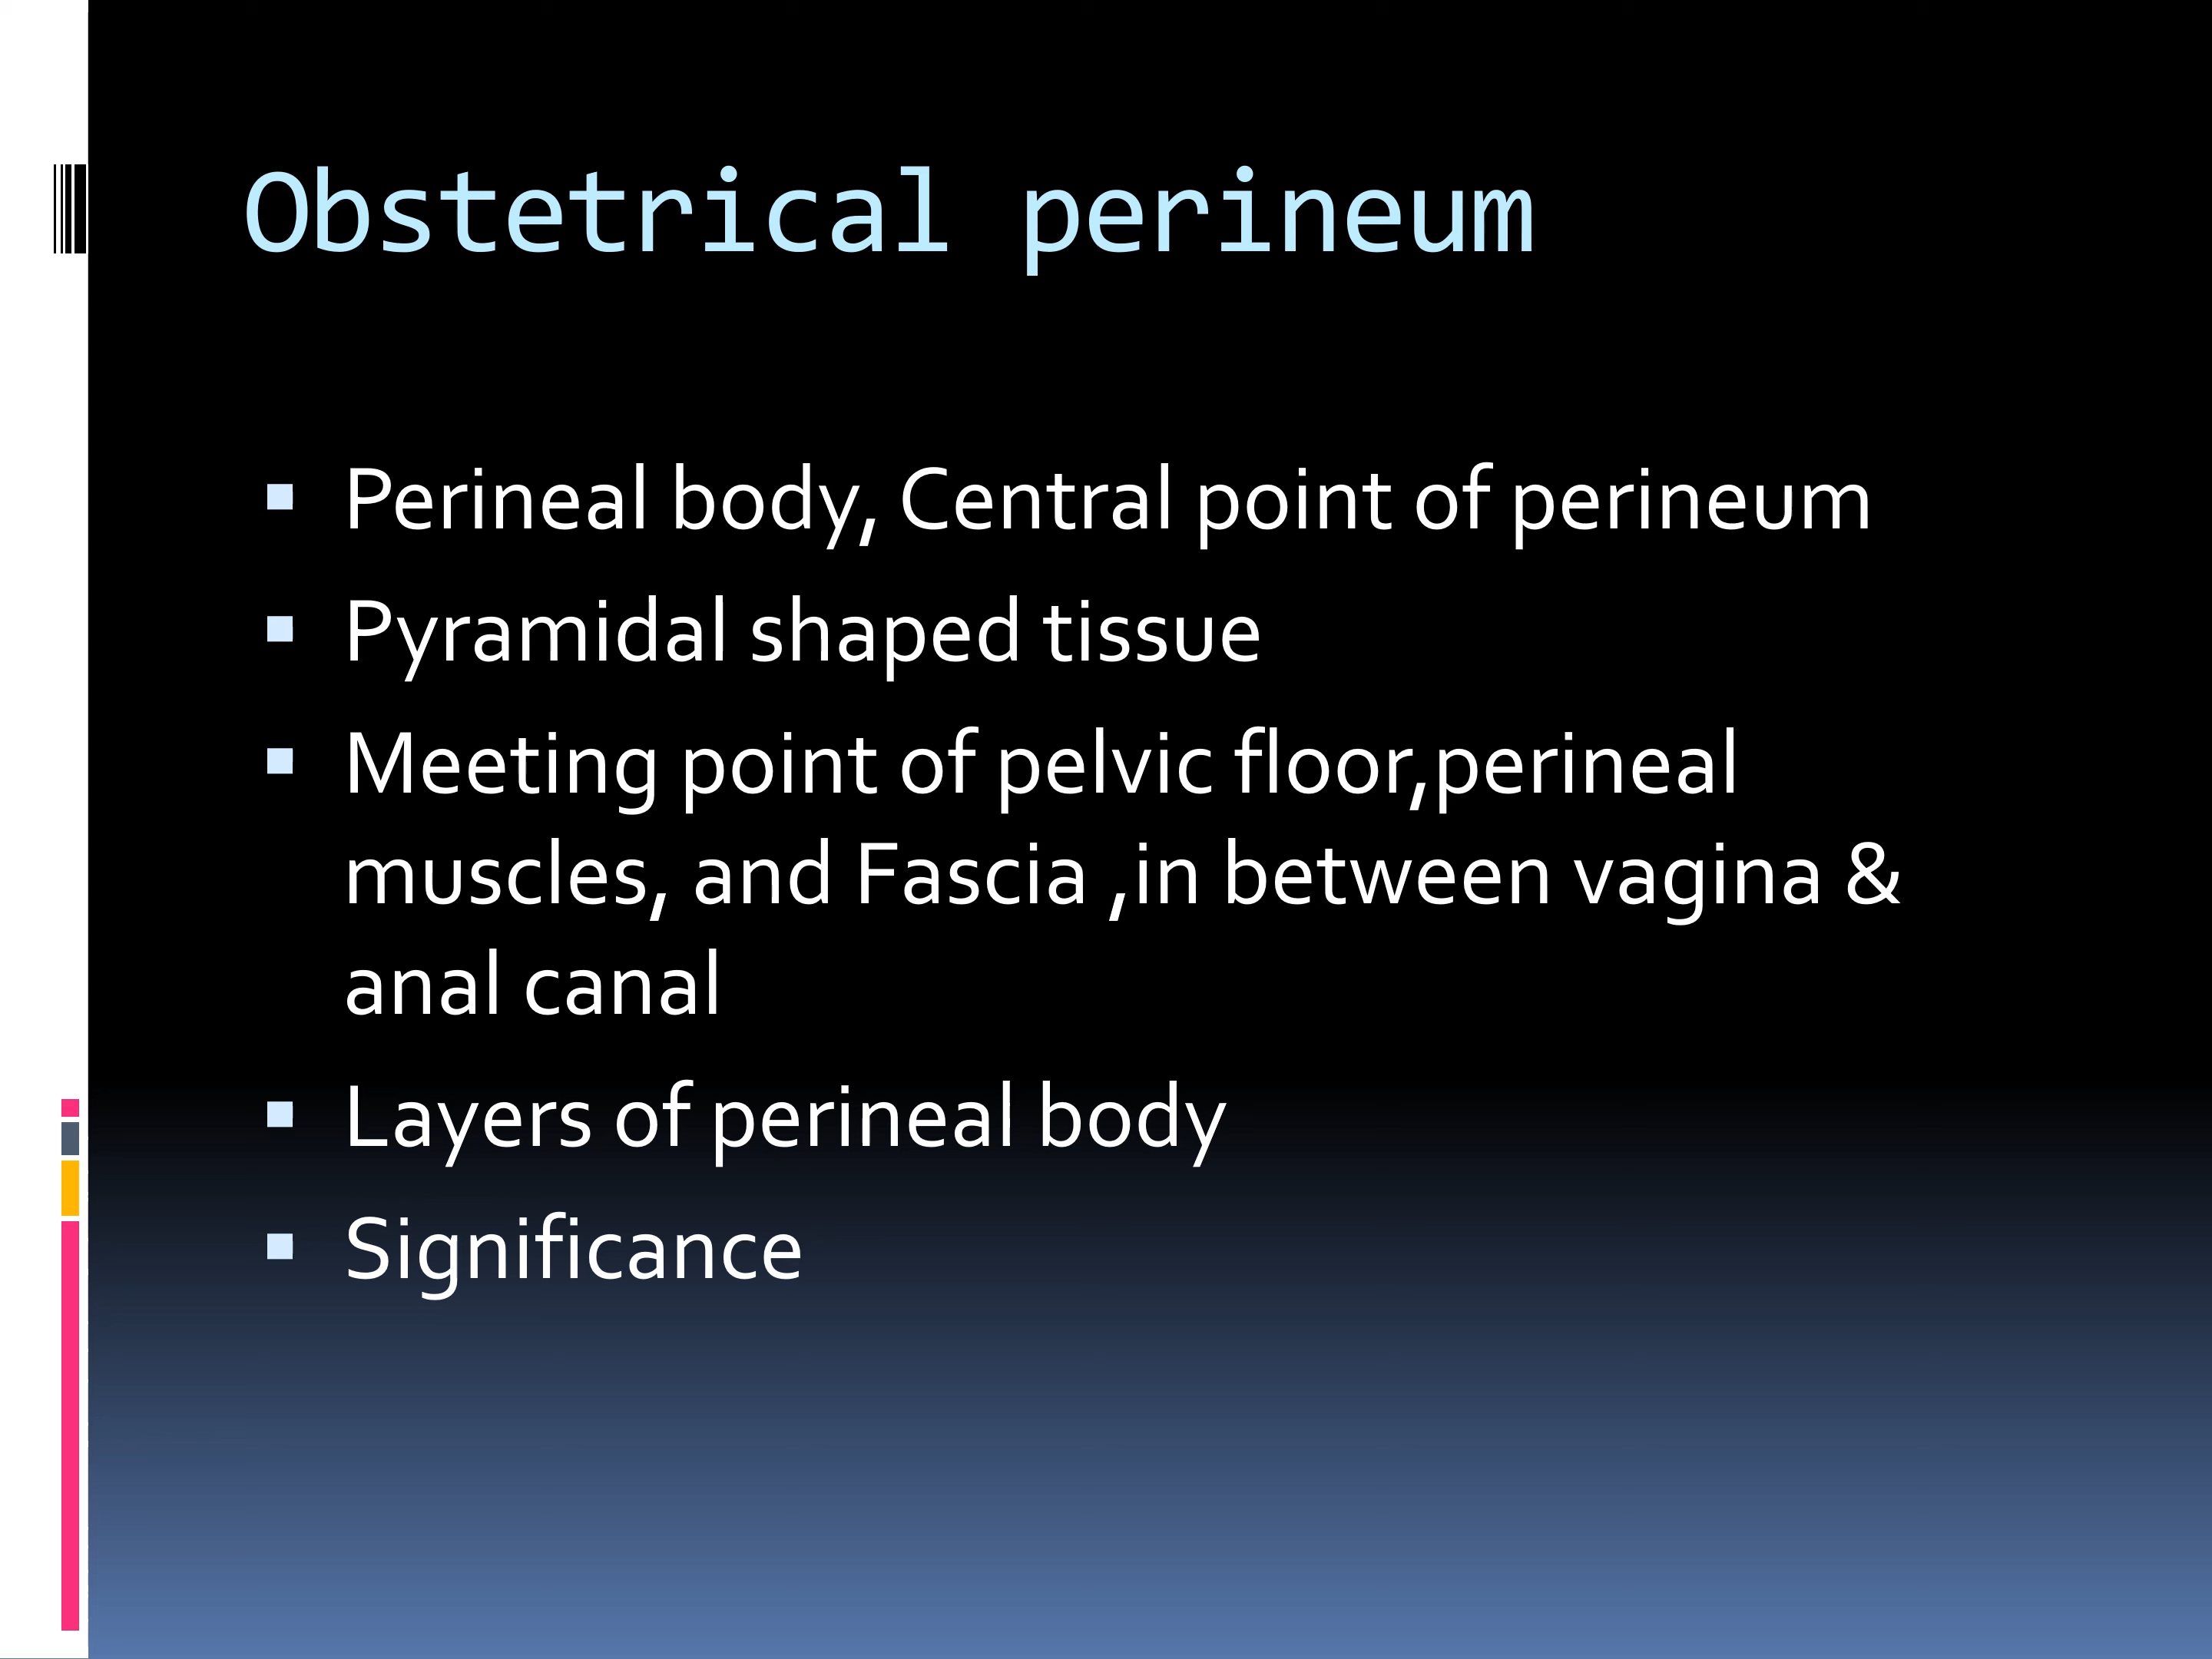 Obstetrical perineum
▪ Perineal body, Central point of perineum
▪ Pyramidal shaped tissue
▪ Meeting point of pelvic floor,perineal
muscles, and Fascia ,in between vagina &
anal canal
▪ Layers of perineal body
▪ Significance